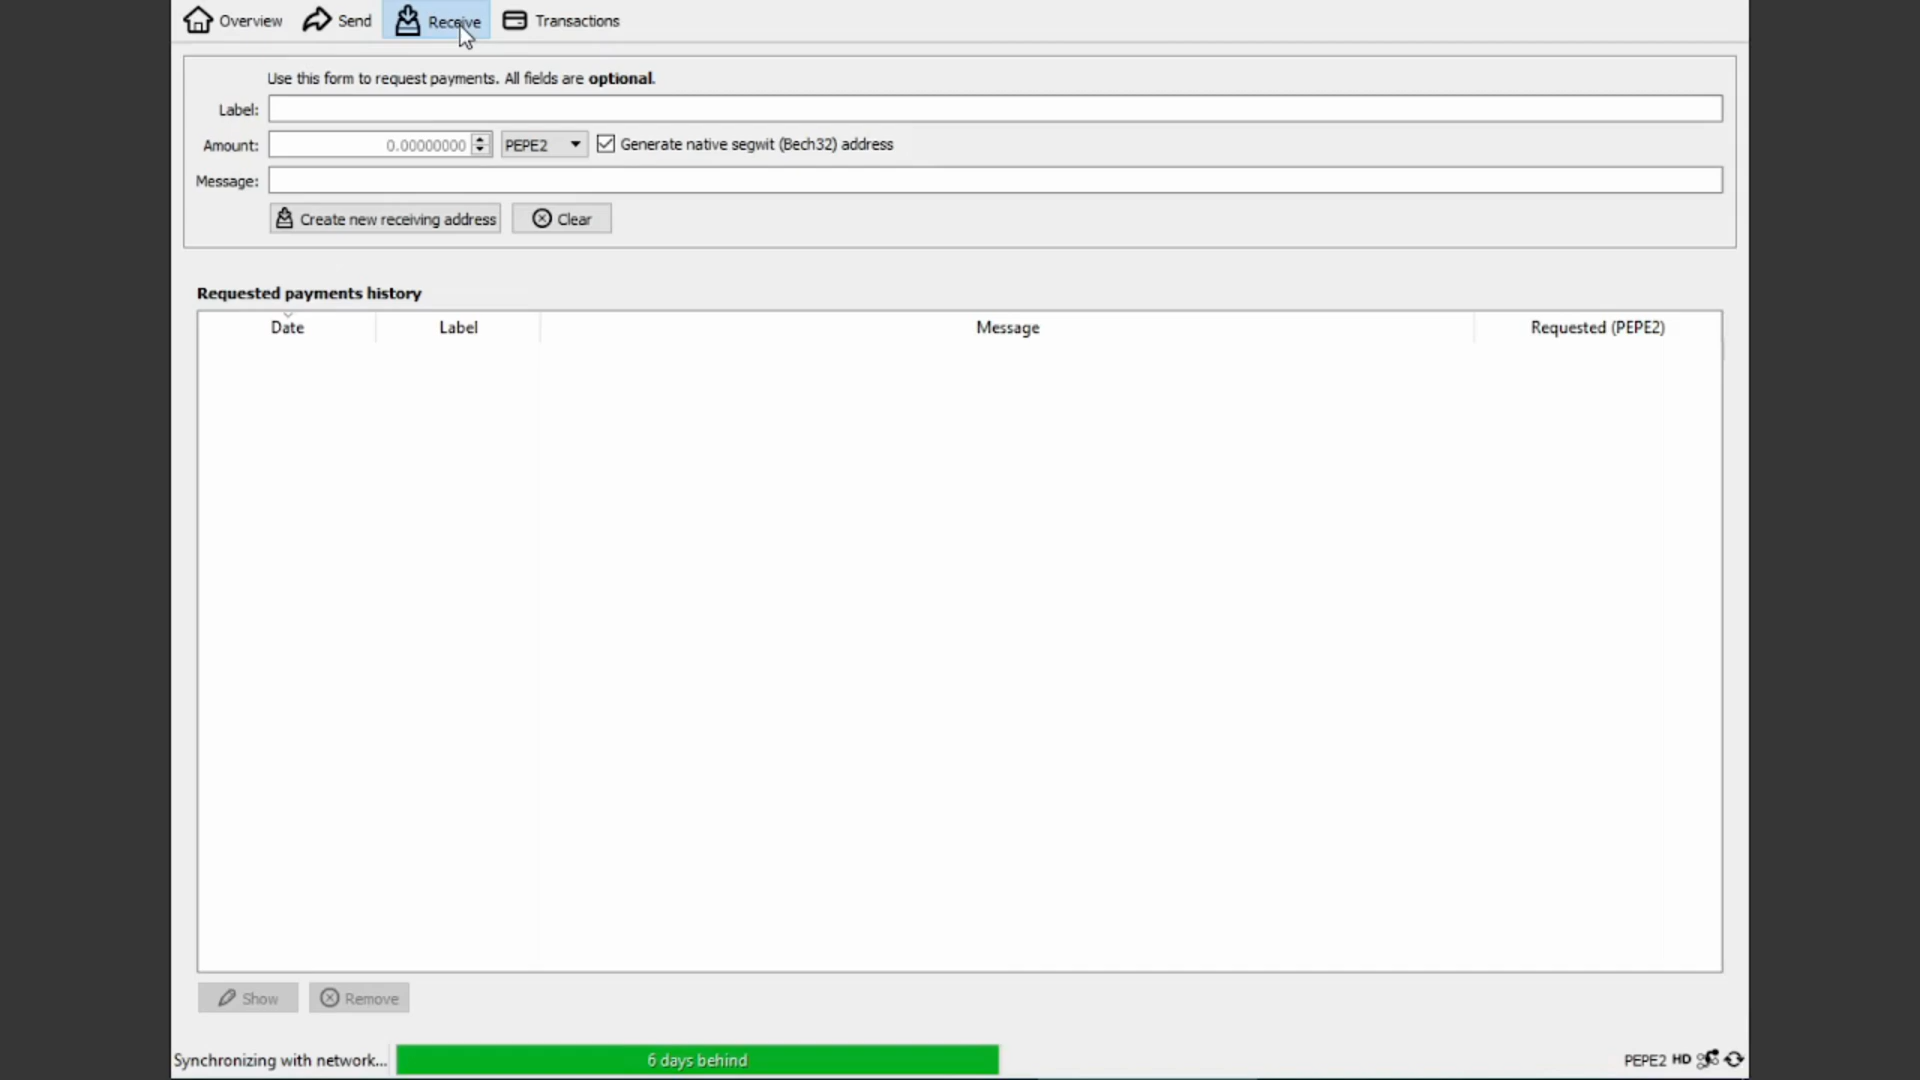 Overview Send Receive Transactions
Use this form to request payments. All fields are optional.
Label:
Amount: 0.00000000 PEPE2 Generate native segwit (Bech32) address
Message:
Create new receiving address Clear
Requested payments history
Date Label Message Requested (PEPE2)
Show Remove
Synchronizing with network... 6 days behind PEPE2 HD